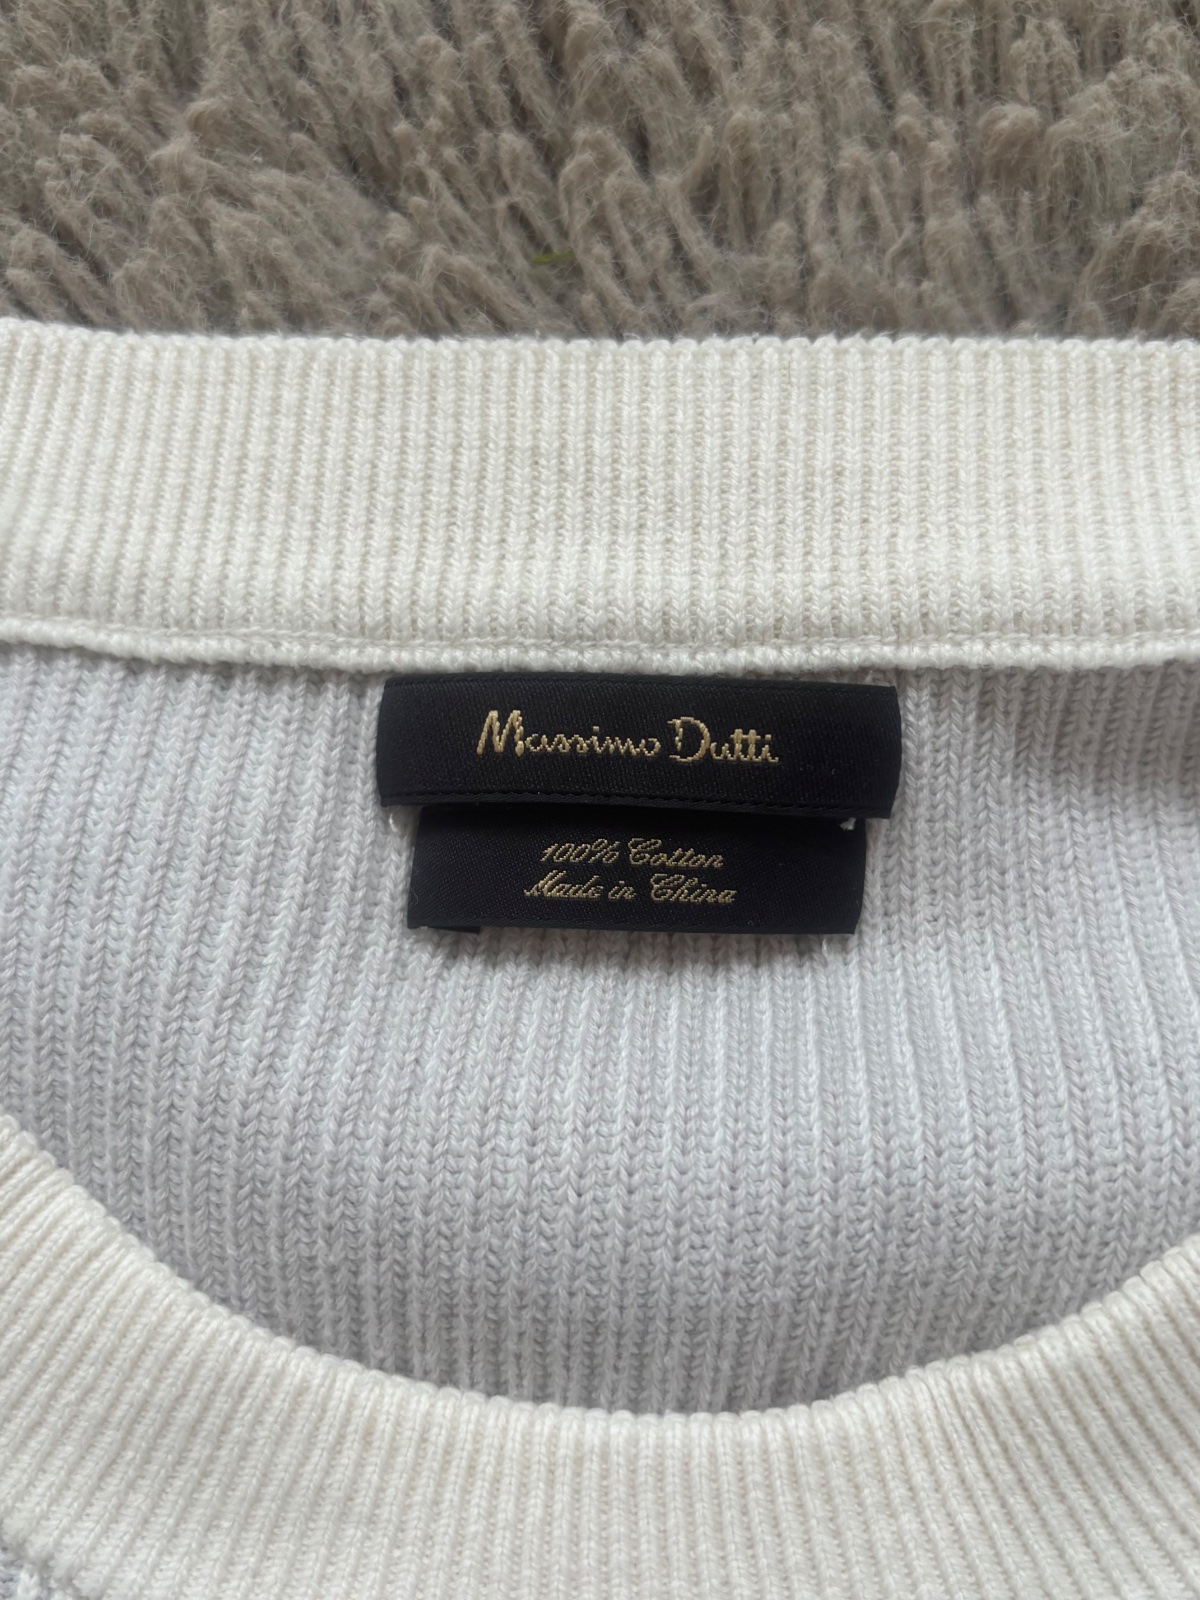 Massimo Dutti
100% Cotton
Made in China